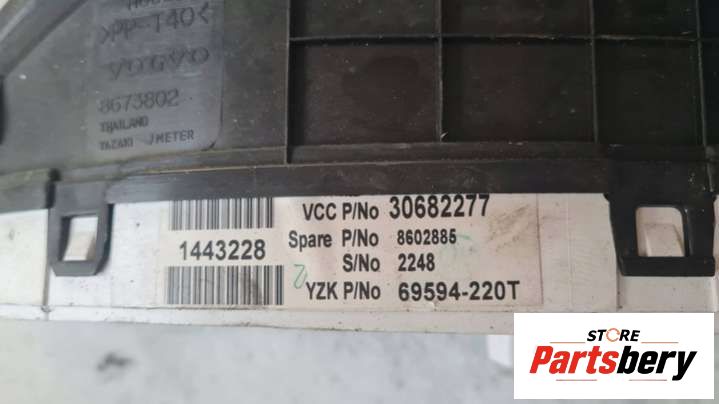 >PP-T40<
VOLVO
8673802
THAILAND
YAZAKI /METER
VCC P/No 30682277
1443228
Spare P/No 8602885
S/No 2248
YZK P/No 69594-220T
STORE
Partsbery